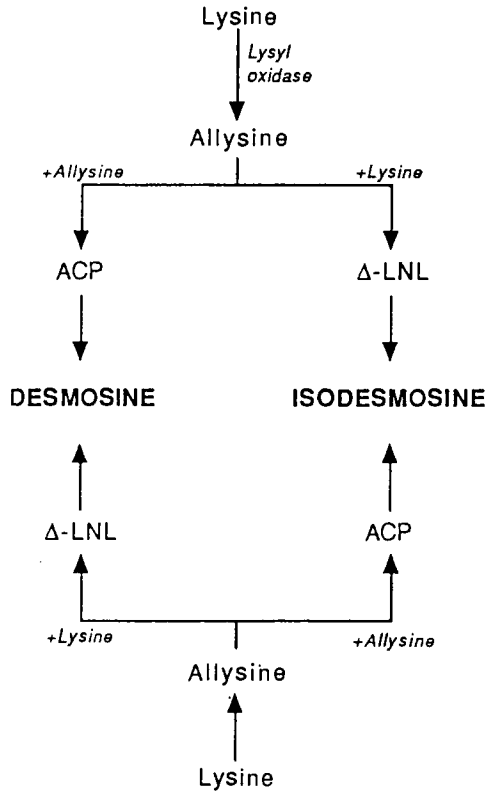 Lysine
Lysyl
oxidase
Allysine
+Allysine +Lysine
ACP Δ-LNL
DESMOSINE ISODESMOSINE
Δ-LNL ACP
+Lysine +Allysine
Allysine
Lysine